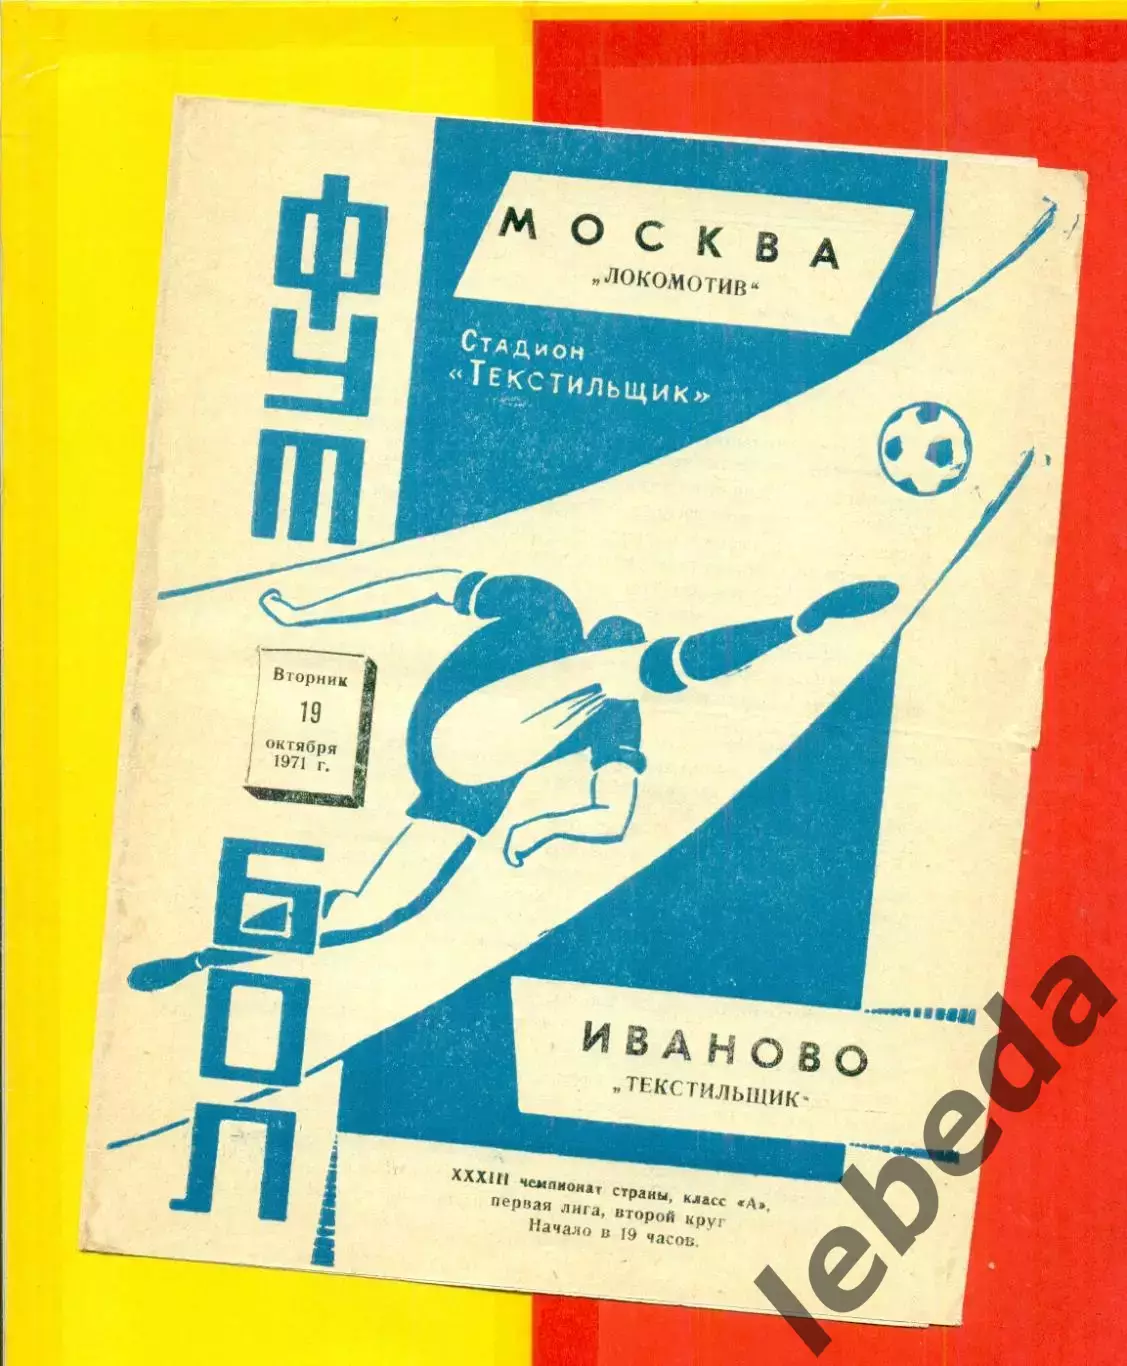 ФУТ
БОЛ
МОСКВА
„ЛОКОМОТИВ“
СТАДИОН
«ТЕКСТИЛЬЩИК»
Вторник
19
октября
1971 г.
ИВАНОВО
„ТЕКСТИЛЬЩИК“
XXXIII чемпионат страны, класс «А»,
первая лига, второй круг
Начало в 19 часов.
lebeda